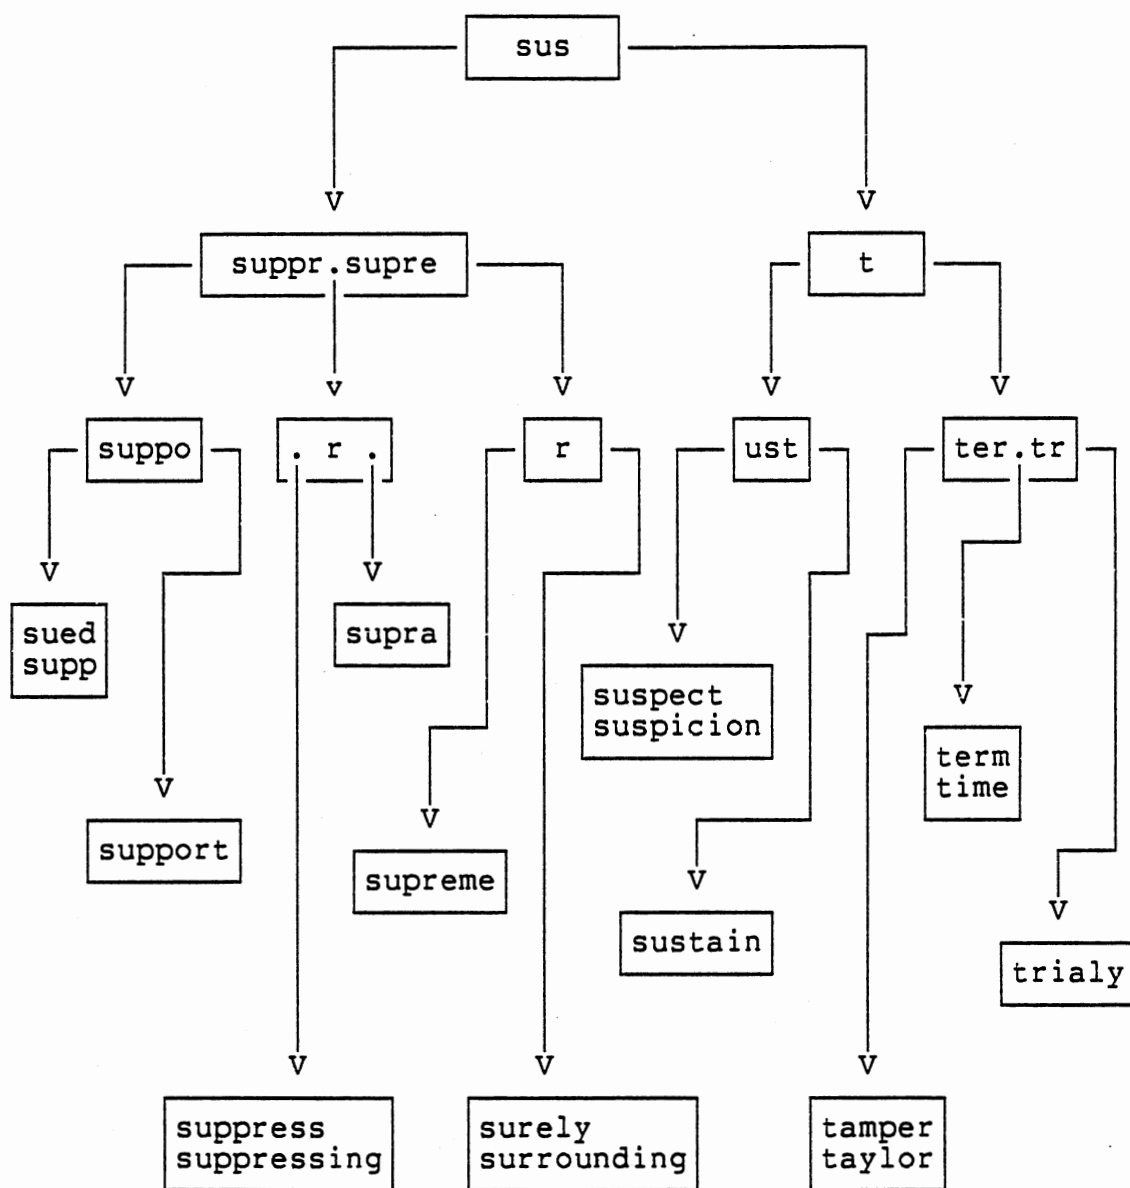 sus
suppr.supre
t
suppo
. r .
r
ust
ter.tr
sued
supp
supra
suspect
suspicion
term
time
support
supreme
sustain
trialy
suppress
suppressing
surely
surrounding
tamper
taylor